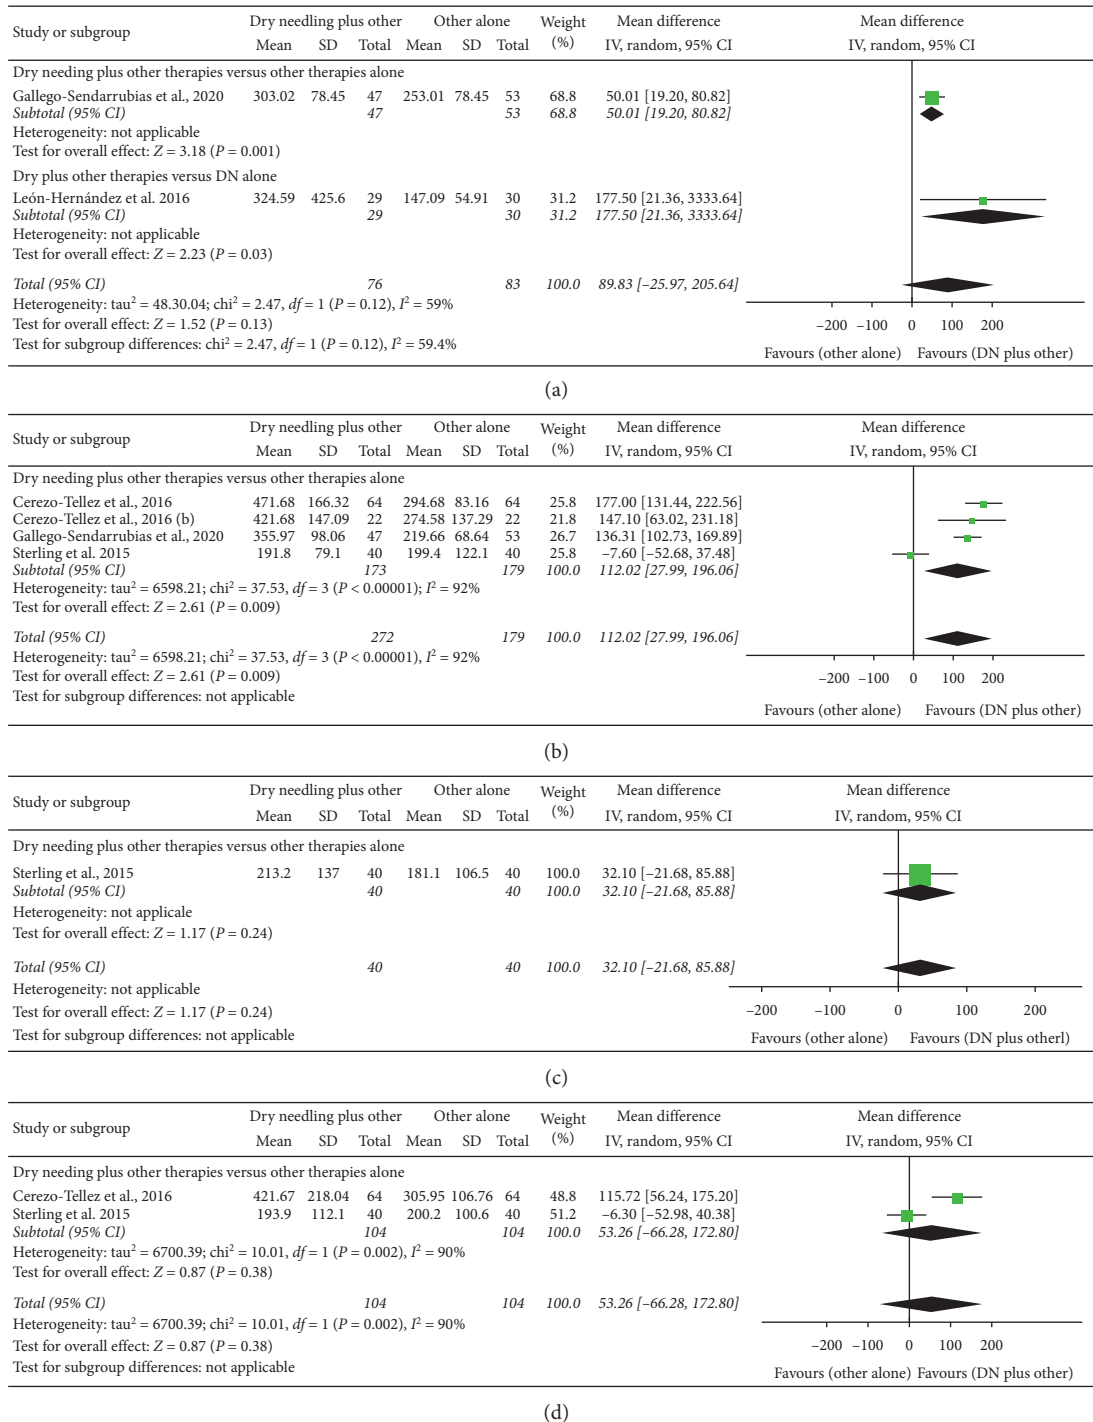 Study or subgroup Dry needling plus other Other alone Weight (%) Mean difference Mean difference
Mean SD Total Mean SD Total IV, random, 95% CI IV, random, 95% CI
Dry needing plus other therapies versus other therapies alone
Gallego-Sendarrubias et al., 2020 303.02 78.45 47 253.01 78.45 53 68.8 50.01 [19.20, 80.82]
Subtotal (95% CI) 47 53 68.8 50.01 [19.20, 80.82]
Heterogeneity: not applicable
Test for overall effect: Z = 3.18 (P = 0.001)
Dry plus other therapies versus DN alone
León-Hernández et al. 2016 324.59 425.6 29 147.09 54.91 30 31.2 177.50 [21.36, 3333.64]
Subtotal (95% CI) 29 30 31.2 177.50 [21.36, 3333.64]
Heterogeneity: not applicable
Test for overall effect: Z = 2.23 (P = 0.03)
Total (95% CI) 76 83 100.0 89.83 [−25.97, 205.64]
Heterogeneity: tau² = 48.30.04; chi² = 2.47, df = 1 (P = 0.12), I² = 59%
Test for overall effect: Z = 1.52 (P = 0.13)
Test for subgroup differences: chi² = 2.47, df = 1 (P = 0.12), I² = 59.4%
−200 −100 0 100 200
Favours (other alone) Favours (DN plus other)
(a)
Study or subgroup Dry needling plus other Other alone Weight (%) Mean difference Mean difference
Mean SD Total Mean SD Total IV, random, 95% CI IV, random, 95% CI
Dry needling plus other therapies versus other therapies alone
Cerezo-Tellez et al., 2016 471.68 166.32 64 294.68 83.16 64 25.8 177.00 [131.44, 222.56]
Cerezo-Tellez et al., 2016 (b) 421.68 147.09 22 274.58 137.29 22 21.8 147.10 [63.02, 231.18]
Gallego-Sendarrubias et al., 2020 355.97 98.06 47 219.66 68.64 53 26.7 136.31 [102.73, 169.89]
Sterling et al. 2015 191.8 79.1 40 199.4 122.1 40 25.8 −7.60 [−52.68, 37.48]
Subtotal (95% CI) 173 179 100.0 112.02 [27.99, 196.06]
Heterogeneity: tau² = 6598.21; chi² = 37.53, df = 3 (P < 0.00001); I² = 92%
Test for overall effect: Z = 2.61 (P = 0.009)
Total (95% CI) 272 179 100.0 112.02 [27.99, 196.06]
Heterogeneity: tau² = 6598.21; chi² = 37.53, df = 3 (P < 0.00001), I² = 92%
Test for overall effect: Z = 2.61 (P = 0.009)
Test for subgroup differences: not applicable
−200 −100 0 100 200
Favours (other alone) Favours (DN plus other)
(b)
Study or subgroup Dry needling plus other Other alone Weight (%) Mean difference Mean difference
Mean SD Total Mean SD Total IV, random, 95% CI IV, random, 95% CI
Dry needling plus other therapies versus other therapies alone
Sterling et al., 2015 213.2 137 40 181.1 106.5 40 100.0 32.10 [−21.68, 85.88]
Subtotal (95% CI) 40 40 100.0 32.10 [−21.68, 85.88]
Heterogeneity: not applicale
Test for overall effect: Z = 1.17 (P = 0.24)
Total (95% CI) 40 40 100.0 32.10 [−21.68, 85.88]
Heterogeneity: not applicable
Test for overall effect: Z = 1.17 (P = 0.24)
Test for subgroup differences: not applicable
−200 −100 0 100 200
Favours (other alone) Favours (DN plus otherl)
(c)
Study or subgroup Dry needling plus other Other alone Weight (%) Mean difference Mean difference
Mean SD Total Mean SD Total IV, random, 95% CI IV, random, 95% CI
Dry needing plus other therapies versus other therapies alone
Cerezo-Tellez et al., 2016 421.67 218.04 64 305.95 106.76 64 48.8 115.72 [56.24, 175.20]
Sterling et al. 2015 193.9 112.1 40 200.2 100.6 40 51.2 −6.30 [−52.98, 40.38]
Subtotal (95% CI) 104 104 100.0 53.26 [−66.28, 172.80]
Heterogeneity: tau² = 6700.39; chi² = 10.01, df = 1 (P = 0.002), I² = 90%
Test for overall effect: Z = 0.87 (P = 0.38)
Total (95% CI) 104 104 100.0 53.26 [−66.28, 172.80]
Heterogeneity: tau² = 6700.39; chi² = 10.01, df = 1 (P = 0.002), I² = 90%
Test for overall effect: Z = 0.87 (P = 0.38)
Test for subgroup differences: not applicable
−200 −100 0 100 200
Favours (other alone) Favours (DN plus other)
(d)